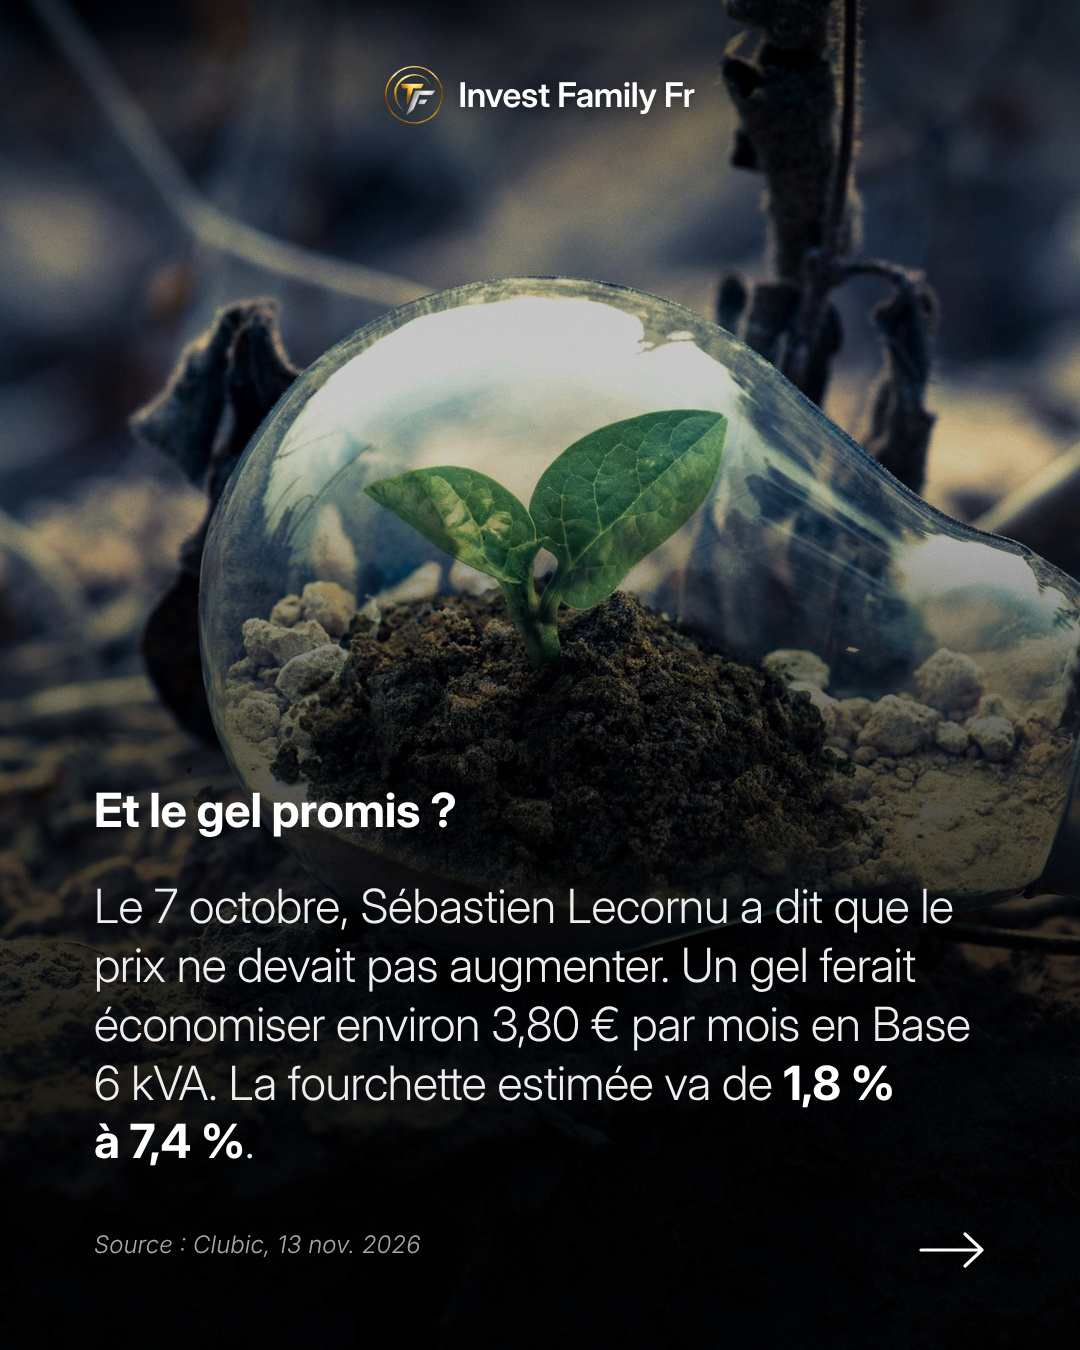 Invest Family Fr
Et le gel promis ?
Le 7 octobre, Sébastien Lecornu a dit que le
prix ne devait pas augmenter. Un gel ferait
économiser environ 3,80 € par mois en Base
6 kVA. La fourchette estimée va de 1,8 %
à 7,4 %.
Source : Clubic, 13 nov. 2026